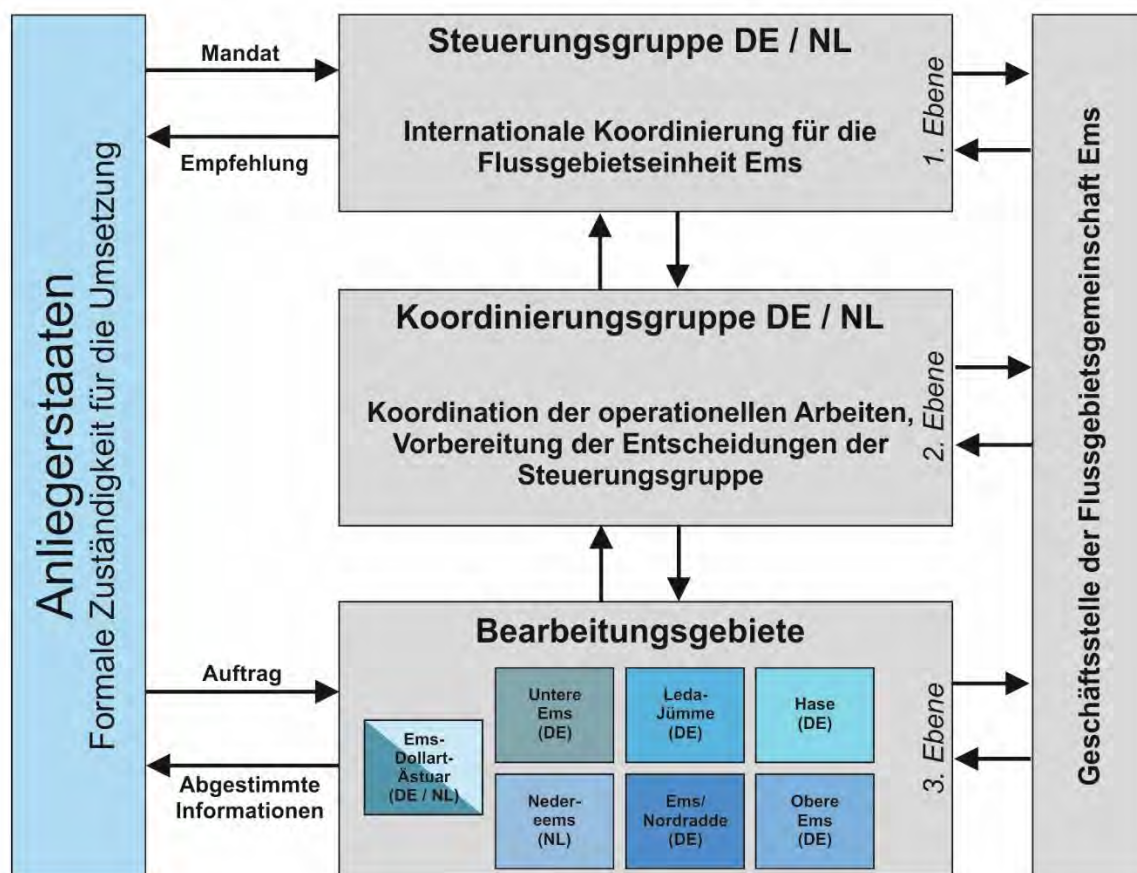 Anliegerstaaten
Formale Zuständigkeit für die Umsetzung
Mandat
Empfehlung
Steuerungsgruppe DE / NL
Internationale Koordinierung für die
Flussgebietseinheit Ems
1. Ebene
Koordinierungsgruppe DE / NL
Koordination der operationellen Arbeiten,
Vorbereitung der Entscheidungen der
Steuerungsgruppe
2. Ebene
Auftrag
Abgestimmte
Informationen
Bearbeitungsgebiete
Ems-
Dollart-
Ästuar
(DE / NL)
Untere
Ems
(DE)
Leda-
Jümme
(DE)
Hase
(DE)
Neder-
eems
(NL)
Ems/
Nordradde
(DE)
Obere
Ems
(DE)
3. Ebene
Geschäftsstelle der Flussgebietsgemeinschaft Ems